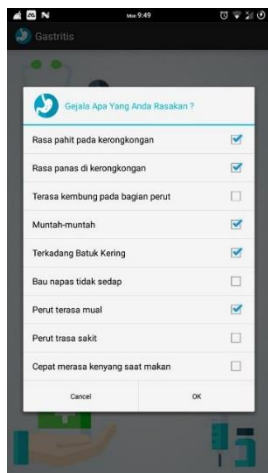 9:49
Gastritis
Gejala Apa Yang Anda Rasakan ?
Rasa pahit pada kerongkongan
Rasa panas di kerongkongan
Terasa kembung pada bagian perut
Muntah-muntah
Terkadang Batuk Kering
Bau napas tidak sedap
Perut terasa mual
Perut trasa sakit
Cepat merasa kenyang saat makan
Cancel
OK